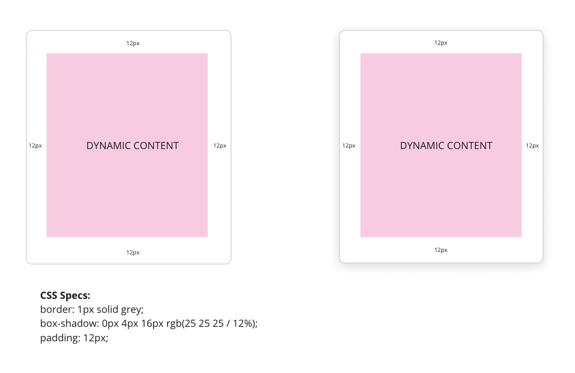 12px
12px
12px
DYNAMIC CONTENT
12px
12px
12px
DYNAMIC CONTENT
12px
12px
12px
CSS Specs:
border: 1px solid grey;
box-shadow: 0px 4px 16px rgb(25 25 25 / 12%);
padding: 12px;